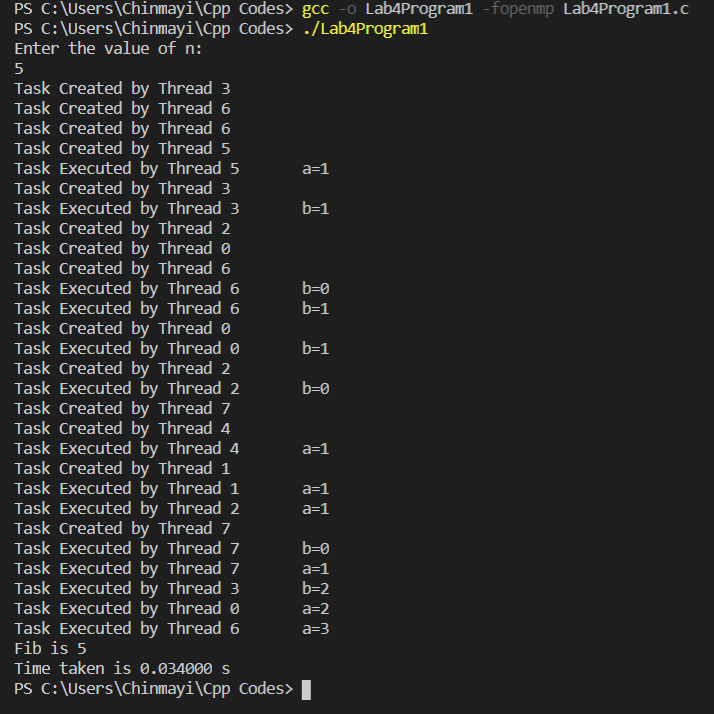 PS C:\Users\Chinmayi\Cpp Codes> gcc -o Lab4Program1 -fopenmp Lab4Program1.c
PS C:\Users\Chinmayi\Cpp Codes> ./Lab4Program1
Enter the value of n:
5
Task Created by Thread 3
Task Created by Thread 6
Task Created by Thread 6
Task Created by Thread 5
Task Executed by Thread 5       a=1
Task Created by Thread 3
Task Executed by Thread 3       b=1
Task Created by Thread 2
Task Created by Thread 0
Task Created by Thread 6
Task Executed by Thread 6       b=0
Task Executed by Thread 6       b=1
Task Created by Thread 0
Task Executed by Thread 0       b=1
Task Created by Thread 2
Task Executed by Thread 2       b=0
Task Created by Thread 7
Task Created by Thread 4
Task Executed by Thread 4       a=1
Task Created by Thread 1
Task Executed by Thread 1       a=1
Task Executed by Thread 2       a=1
Task Created by Thread 7
Task Executed by Thread 7       b=0
Task Executed by Thread 7       a=1
Task Executed by Thread 3       b=2
Task Executed by Thread 0       a=2
Task Executed by Thread 6       a=3
Fib is 5
Time taken is 0.034000 s
PS C:\Users\Chinmayi\Cpp Codes>